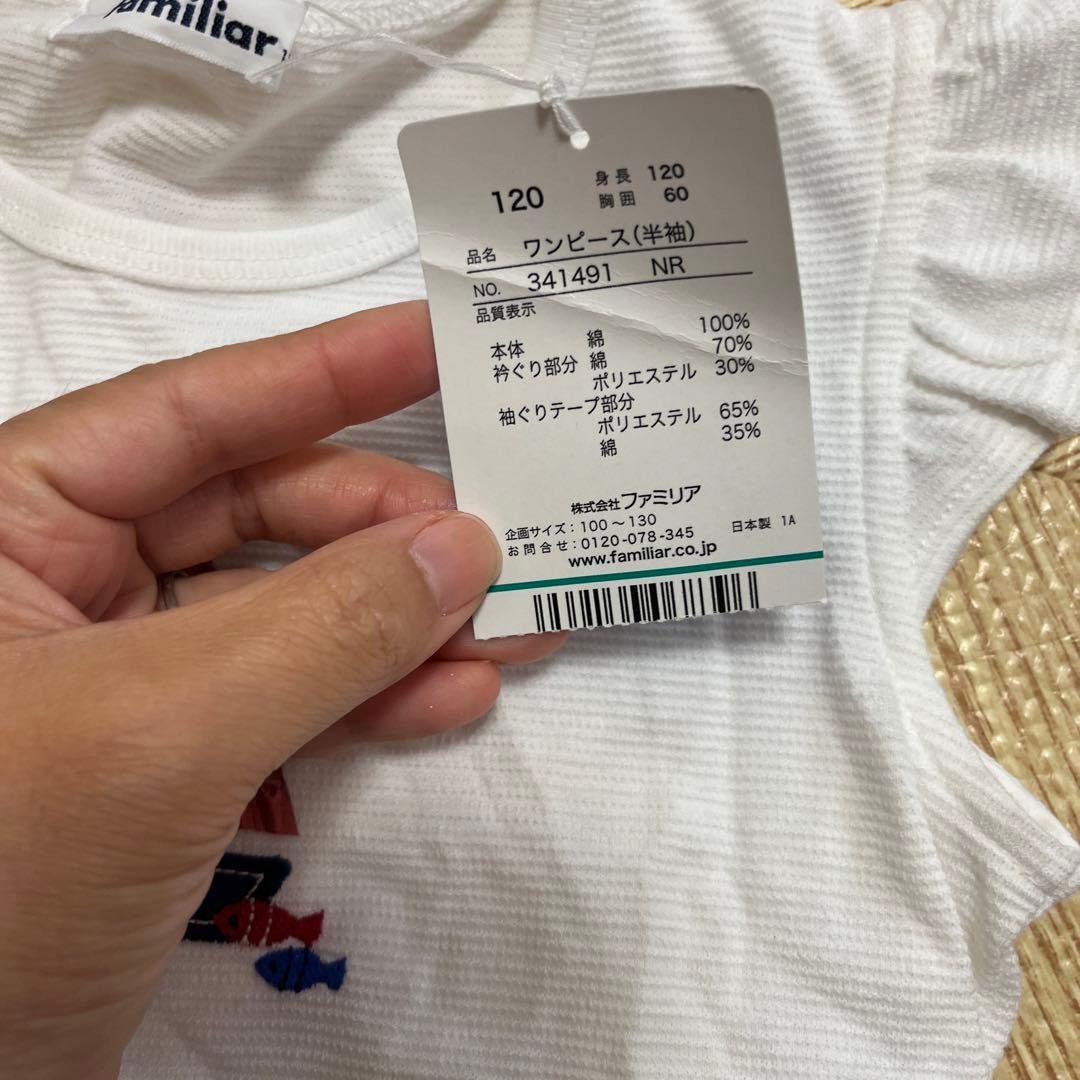 familiar
120
身長 120
胸囲 60
品名 ワンピース(半袖)
NO. 341491 NR
品質表示
本体 綿 100%
衿ぐり部分 綿 70%
ポリエステル 30%
袖ぐりテープ部分
ポリエステル 65%
綿 35%
株式会社ファミリア
企画サイズ:100～130
お問合せ:0120-078-345 日本製 1A
www.familiar.co.jp